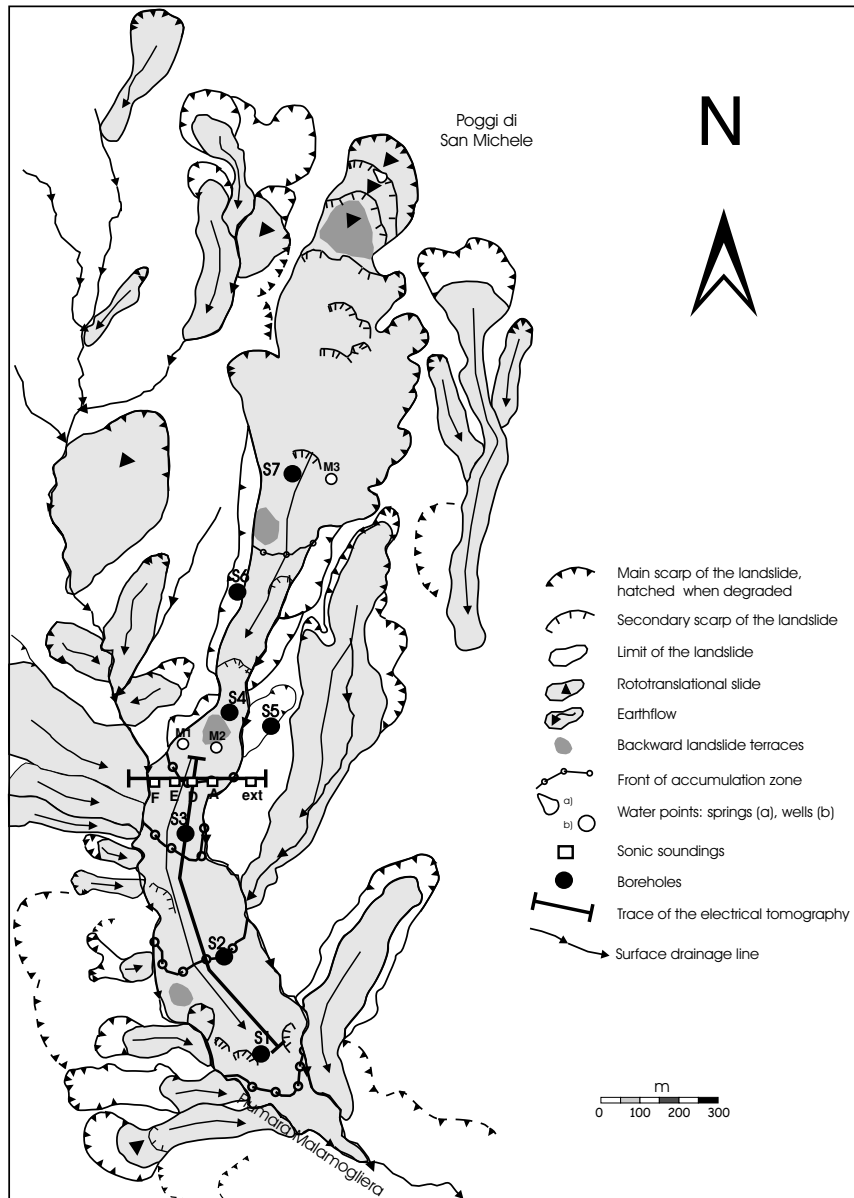 Poggi di
San Michele
N
S7
M3
S6
S4
S5
M1
M2
F
E
D
A
ext
S3
S2
S1
Fiumara Malamogliera
Main scarp of the landslide,
hatched when degraded
Secondary scarp of the landslide
Limit of the landslide
Rototranslational slide
Earthflow
Backward landslide terraces
Front of accumulation zone
a)
b)
Water points: springs (a), wells (b)
Sonic soundings
Boreholes
Trace of the electrical tomography
Surface drainage line
m
0 100 200 300